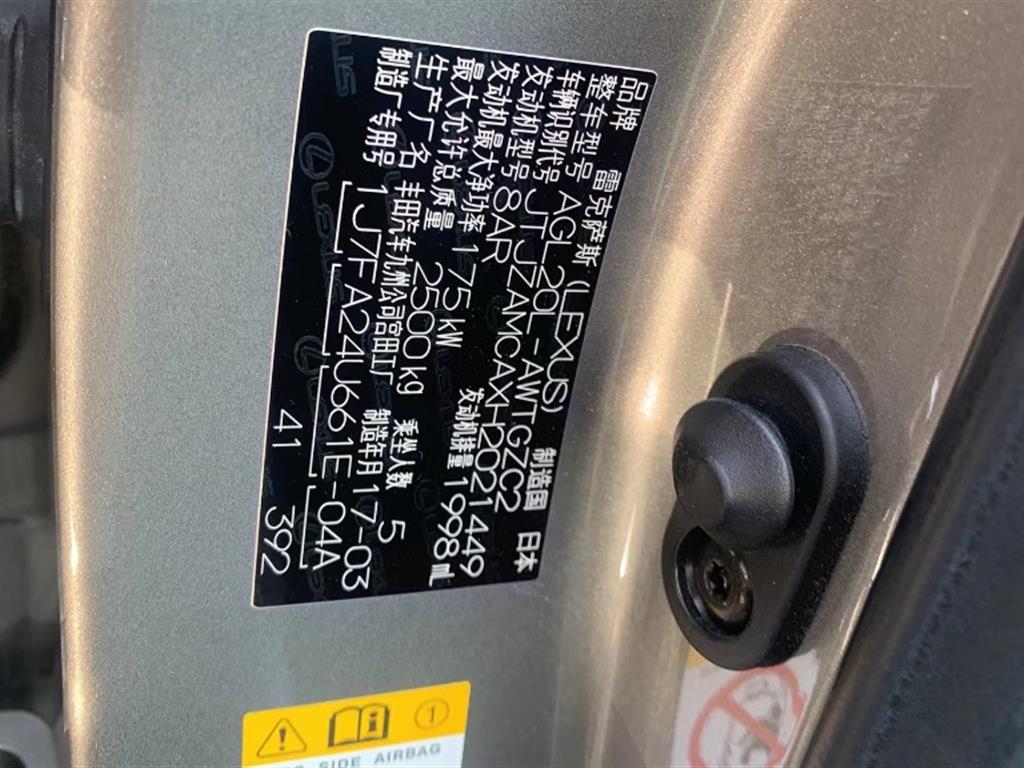 品牌 雷克萨斯 (LEXUS) 制造国 日本
整车型号 AGL20L-AWTGZC2
车辆识别代号 JTJZAMCAXH2021449
发动机型号 8AR 发动机排量 1998mL
发动机最大净功率 175kW
最大允许总质量 2500kg 乘坐人数 5
生产厂名 丰田汽车九州公司宫田工厂 制造年月 17-03
制造厂专用号 1J7FA24U661E-04A
41 392
LEXUS
1
SIDE AIRBAG